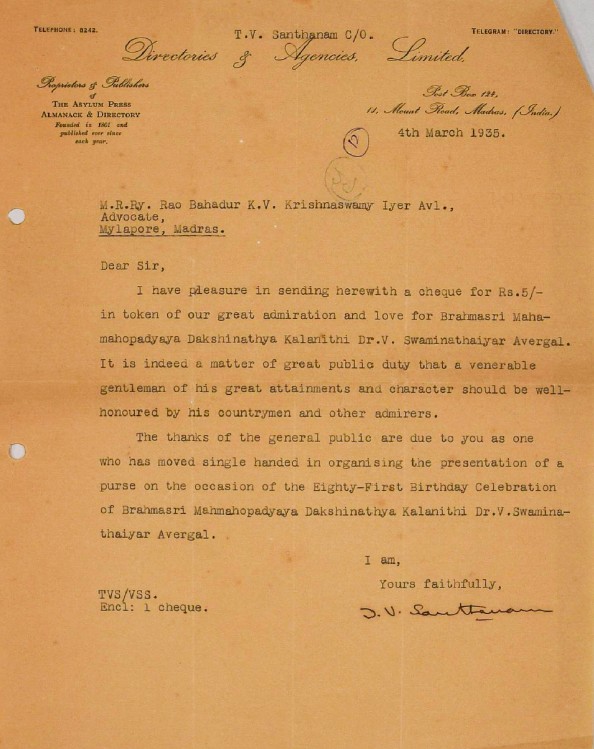 TELEPHONE: 8242.
T.V. Santhanam C/O.
TELEGRAM: "DIRECTORY."
Directories & Agencies, Limited,
Proprietors & Publishers
of
THE ASYLUM PRESS
ALMANACK & DIRECTORY
Founded in 1801 and
published ever since
each year.
Post Box 124,
11, Mount Road, Madras, (India.)
4th March 1935.
M.R.Ry. Rao Bahadur K.V. Krishnaswamy Iyer Avl.,
Advocate,
Mylapore, Madras.
Dear Sir,
I have pleasure in sending herewith a cheque for Rs.5/-
in token of our great admiration and love for Brahmasri Maha-
mahopadyaya Dakshinathya Kalanithi Dr.V. Swaminathaiyar Avergal.
It is indeed a matter of great public duty that a venerable
gentleman of his great attainments and character should be well-
honoured by his countrymen and other admirers.
The thanks of the general public are due to you as one
who has moved single handed in organising the presentation of a
purse on the occasion of the Eighty-First Birthday Celebration
of Brahmasri Mahmahopadyaya Dakshinathya Kalanithi Dr.V.Swamina-
thaiyar Avergal.
I am,
Yours faithfully,
TVS/VSS.
Encl: 1 cheque.
T. V. Santhanam